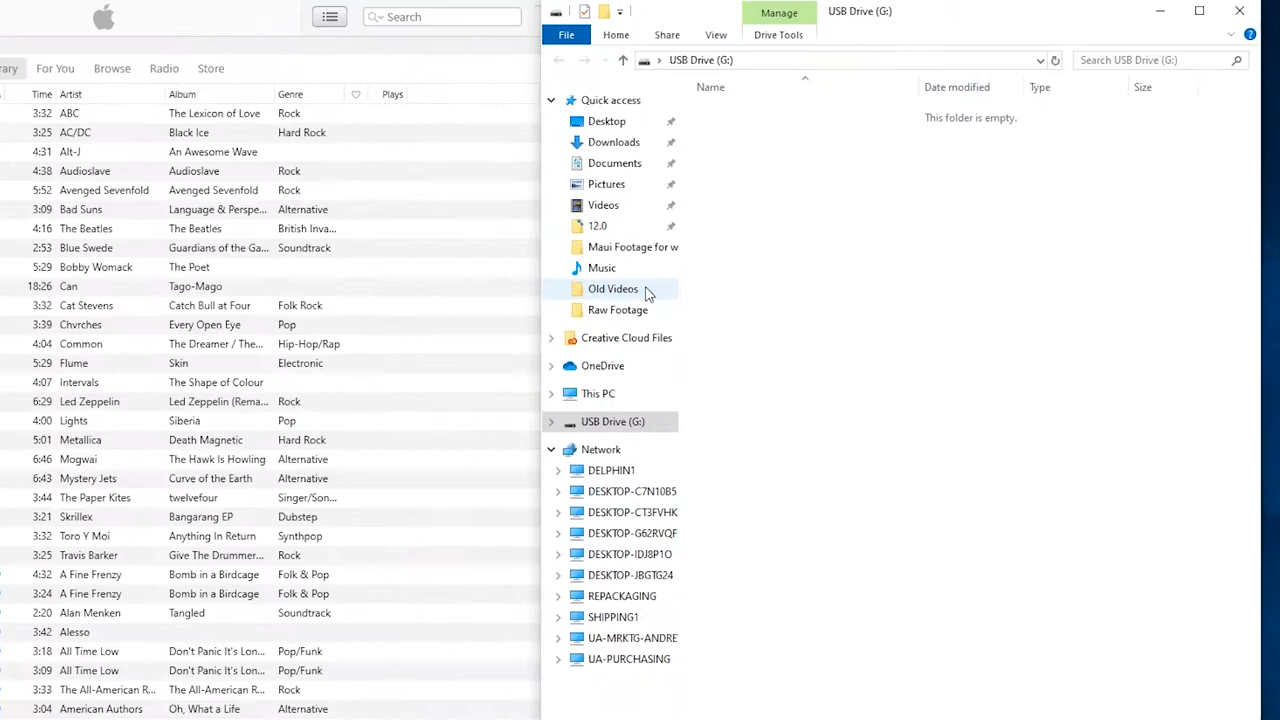 Search
rary For You Browse Radio Store
Time Artist Album Genre Plays
3:32 ABC The Lexicon of Love Rock
3:25 AC/DC Black Ice Hard Rock
4:31 Alt-J An Awesome Wave
4:38 Audioslave Audioslave Rock
5:52 Avenged Sevenfold Avenged Sevenfold Rock
3:09 Bad Suns Language & Perspe... Alternative
4:16 The Beatles The Beatles British Inva...
2:53 Blue Swede Guardians of the Ga... Soundtrack
5:29 Bobby Womack The Poet
18:26 Can Tago-Mago
3:32 Cat Stevens Catch Bull at Four Folk Rock
3:39 Chvrches Every Open Eye Pop
4:04 Common The Dreamer / The... Hip-Hop/Rap
5:29 Flume Skin Electronic
4:07 Intervals The Shape of Colour
6:29 Led Zeppelin Led Zeppelin (Rema... Rock
4:00 Lights Siberia Pop
5:01 Metallica Death Magnetic Hard Rock
6:46 Mogwai The Hawk Is Howling Alternative
6:43 Mystery Jets Curve of the Earth Alternative
3:44 The Paper Kites twelvefour Singer/Son...
3:21 Skrillex Bangarang EP Dubstep
5:32 Toro Y Moi Anything In Return Synthpop
3:25 Travis Barker Give The Drummer... Rock
4:32 A Fine Frenzy Bomb in a Birdcage Folk & Pop
3:24 A Fine Frenzy Bomb in a Birdcage Folk & Pop
2:20 Alan Menken Tangled Soundtrack
3:42 Alesso
3:18 All Time Low Don't Panic It's Lon... Pop/Funk
3:09 All Time Low Don't Panic It's Lon... Pop/Funk
3:33 The All-American R... The All-American R... Rock
3:04 American Authors Oh, What a Life Alternative
Manage USB Drive (G:)
File Home Share View Drive Tools
USB Drive (G:) Search USB Drive (G:)
Name Date modified Type Size
This folder is empty.
Quick access
Desktop
Downloads
Documents
Pictures
Videos
12.0
Maui Footage for w
Music
Old Videos
Raw Footage
Creative Cloud Files
OneDrive
This PC
USB Drive (G:)
Network
DELPHIN1
DESKTOP-C7N10B5
DESKTOP-CT3FVHK
DESKTOP-G62RVQF
DESKTOP-IDJ8P1O
DESKTOP-JBGTG24
REPACKAGING
SHIPPING1
UA-MRKTG-ANDRE
UA-PURCHASING